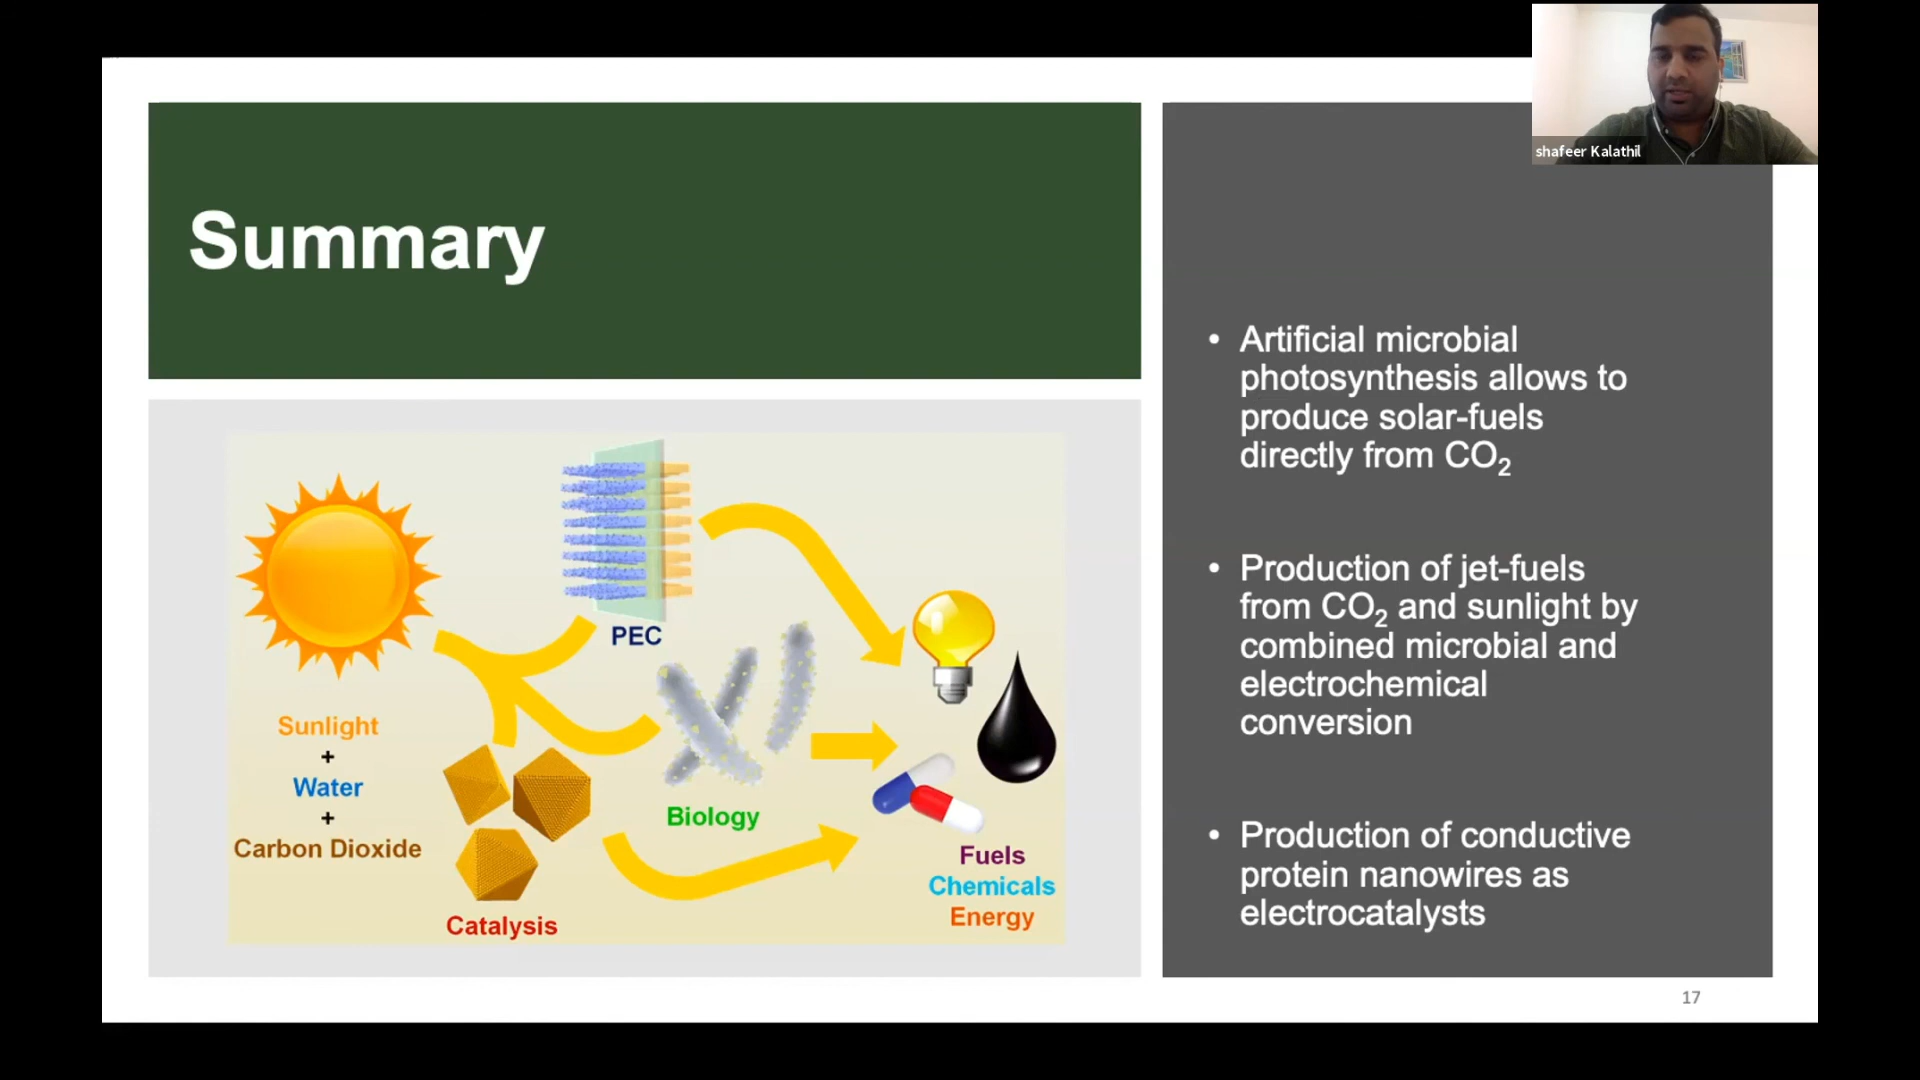 shafeer Kalathil
Summary
PEC
Sunlight
+
Water
+
Carbon Dioxide
Biology
Catalysis
Fuels
Chemicals
Energy
• Artificial microbial
photosynthesis allows to
produce solar-fuels
directly from CO₂
• Production of jet-fuels
from CO₂ and sunlight by
combined microbial and
electrochemical
conversion
• Production of conductive
protein nanowires as
electrocatalysts
17